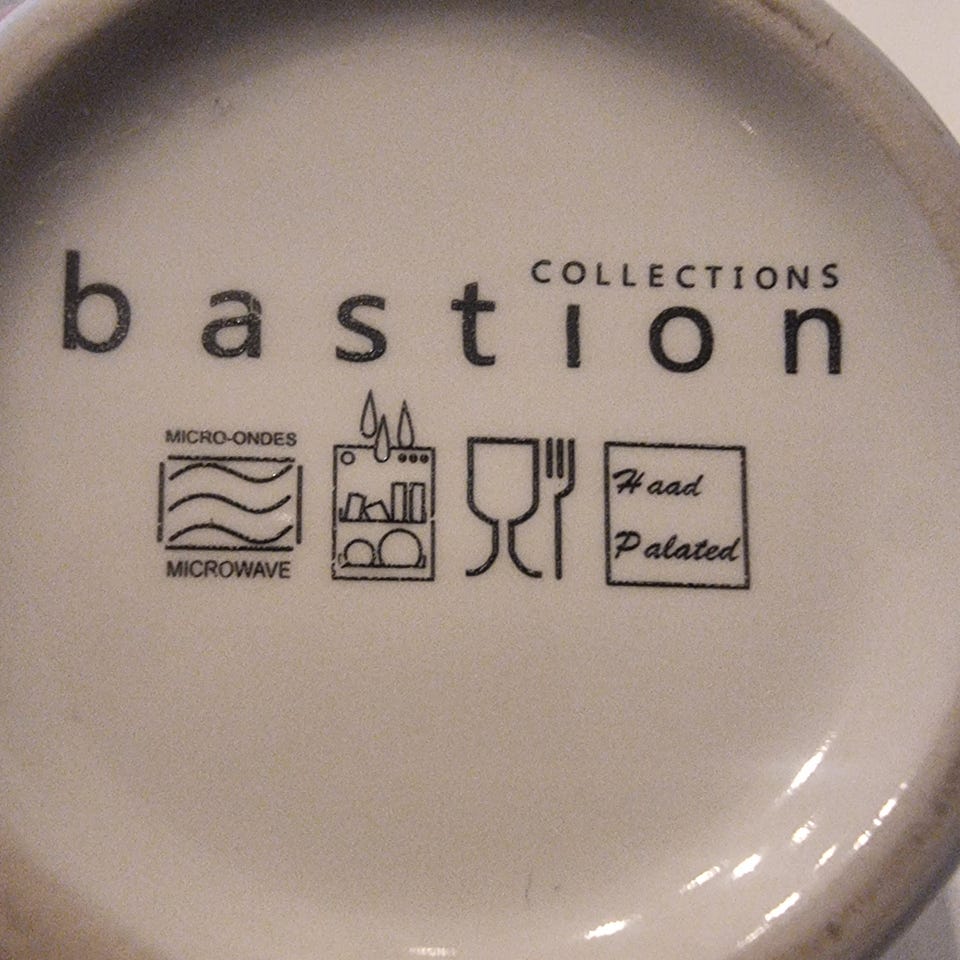 COLLECTIONS
bastion
MICRO-ONDES
MICROWAVE
Haad
Palated